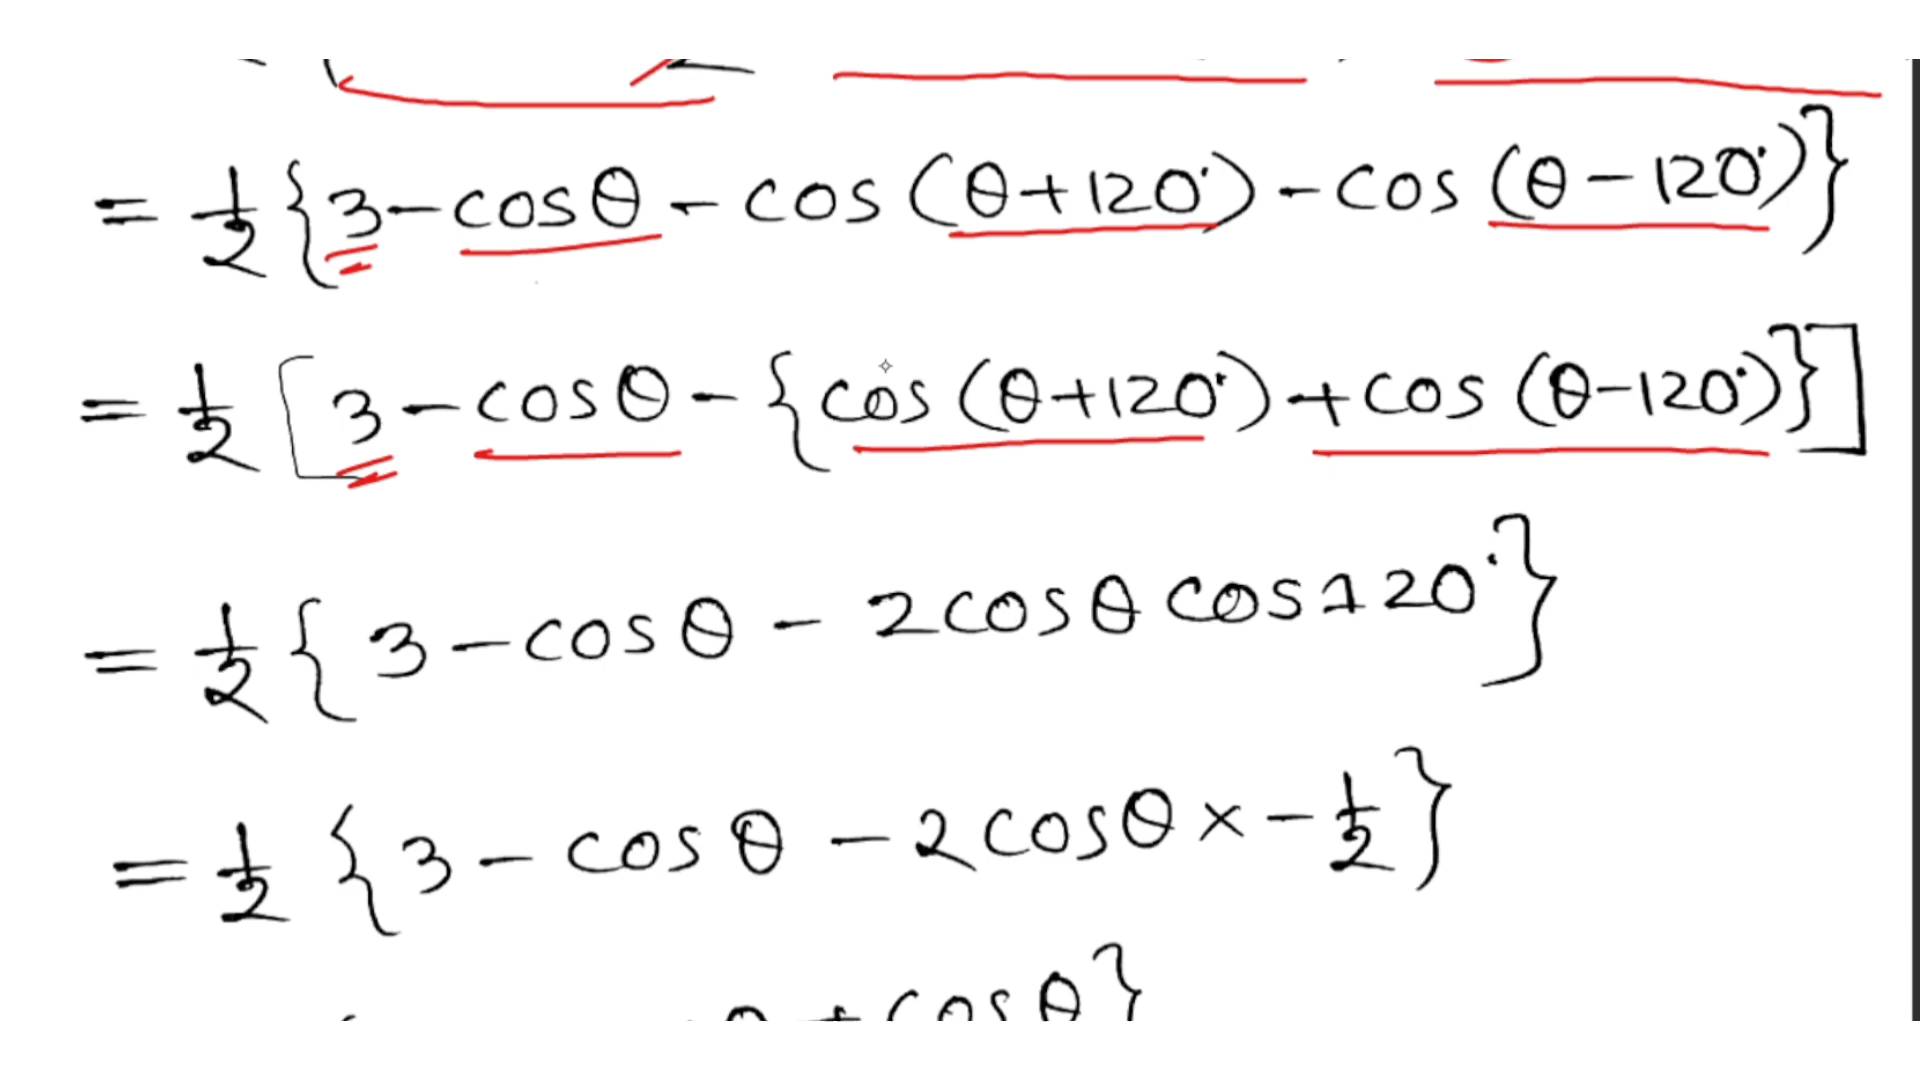 = 1/2 {3 - cosθ - cos (θ+120°) - cos (θ - 120°)}
= 1/2 [3 - cosθ - {cos (θ+120°) + cos (θ-120°)}]
= 1/2 {3 - cosθ - 2cosθ cos120°}
= 1/2 {3 - cosθ - 2cosθ × - 1/2}
θ + cosθ}